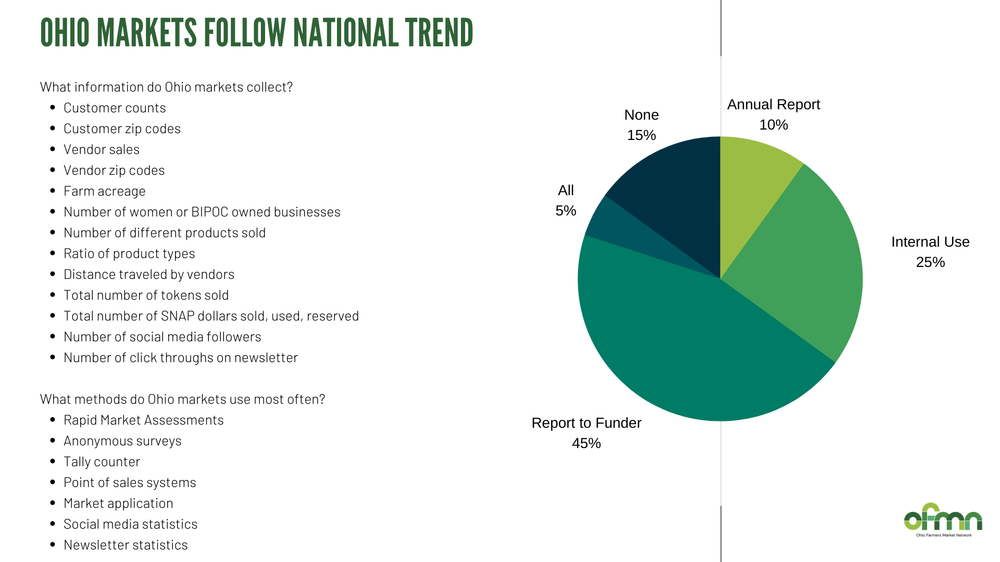 OHIO MARKETS FOLLOW NATIONAL TREND
What information do Ohio markets collect?
• Customer counts
• Customer zip codes
• Vendor sales
• Vendor zip codes
• Farm acreage
• Number of women or BIPOC owned businesses
• Number of different products sold
• Ratio of product types
• Distance traveled by vendors
• Total number of tokens sold
• Total number of SNAP dollars sold, used, reserved
• Number of social media followers
• Number of click throughs on newsletter
What methods do Ohio markets use most often?
• Rapid Market Assessments
• Anonymous surveys
• Tally counter
• Point of sales systems
• Market application
• Social media statistics
• Newsletter statistics
Annual Report
10%
Internal Use
25%
Report to Funder
45%
All
5%
None
15%
ofmn
Ohio Farmers Market Network